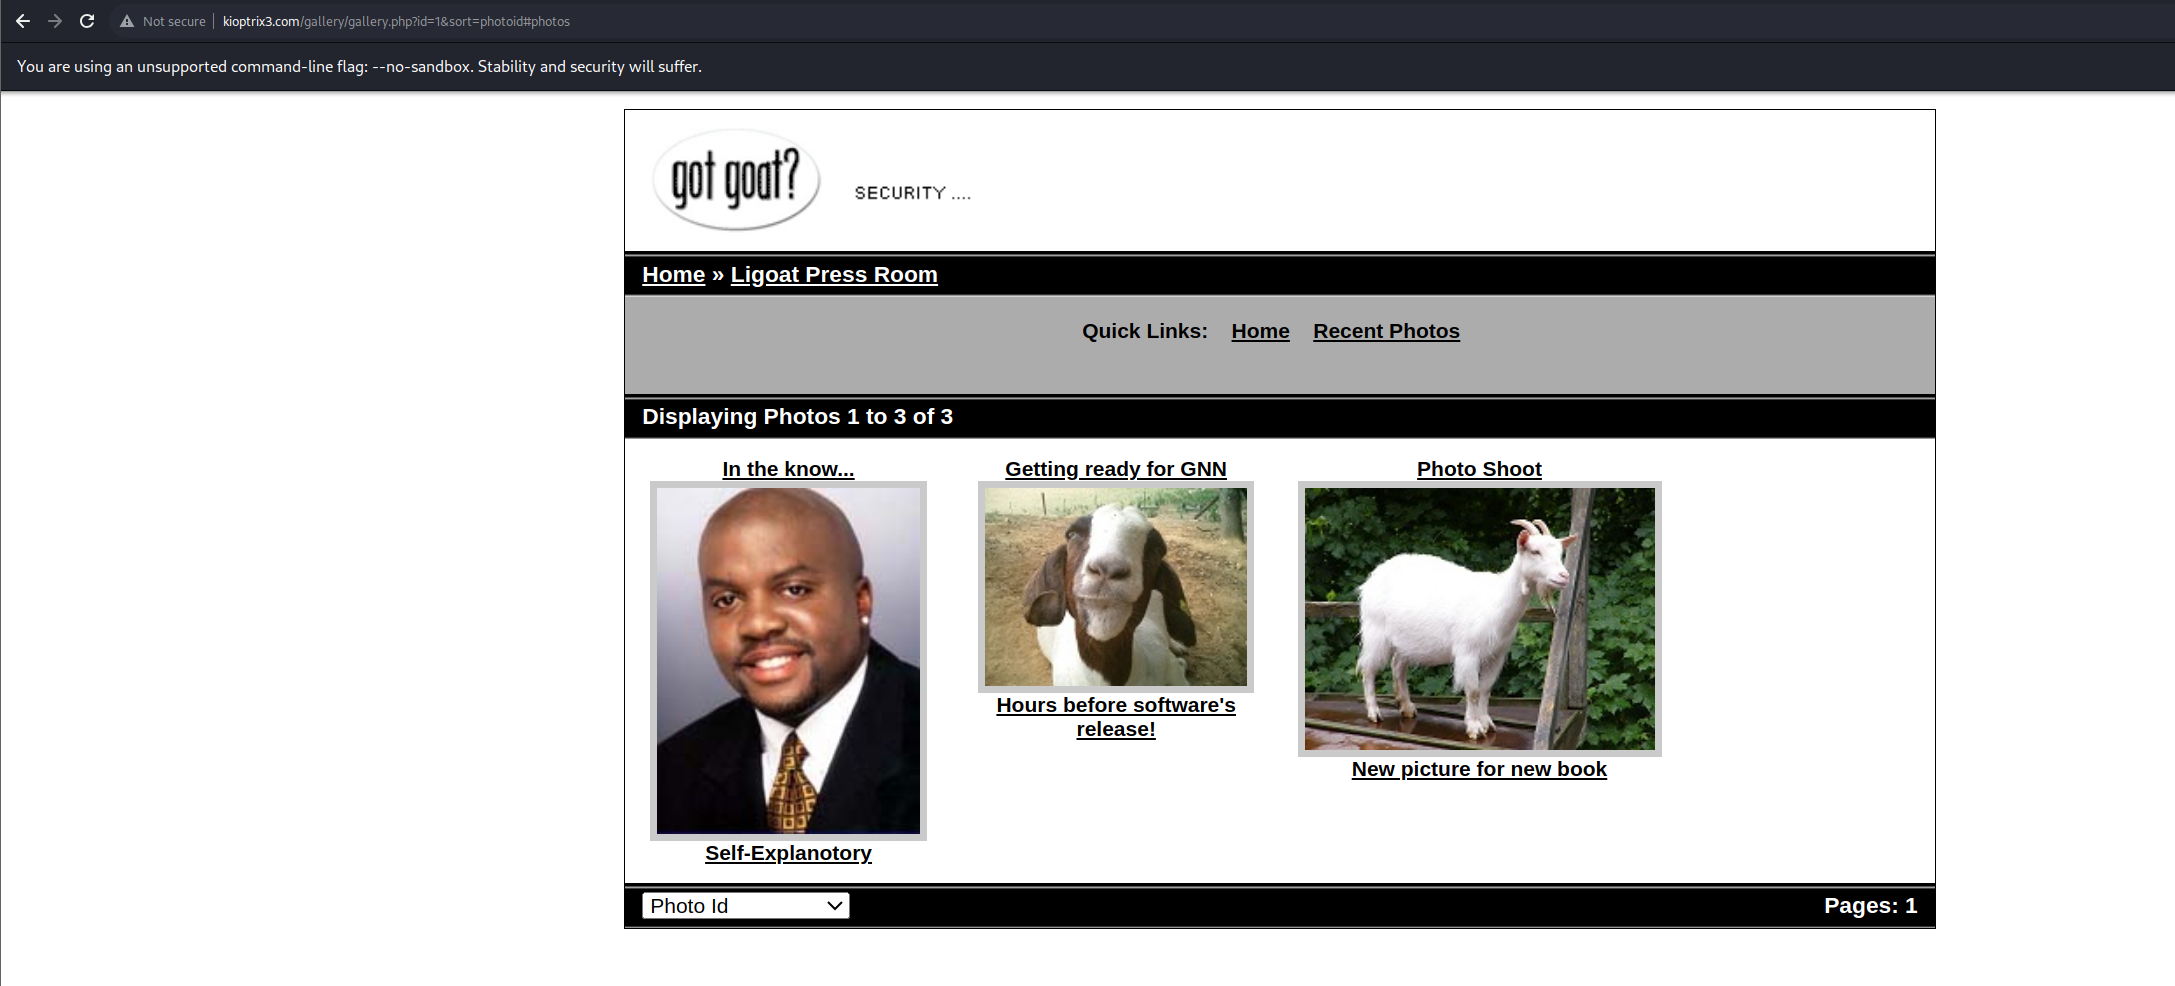 Not secure kioptrix3.com/gallery/gallery.php?id=1&sort=photoid#photos
You are using an unsupported command-line flag: --no-sandbox. Stability and security will suffer.
got goat?
SECURITY ....
Home » Ligoat Press Room
Quick Links: Home Recent Photos
Displaying Photos 1 to 3 of 3
In the know...
Self-Explanotory
Getting ready for GNN
Hours before software's
release!
Photo Shoot
New picture for new book
Photo Id
Pages: 1